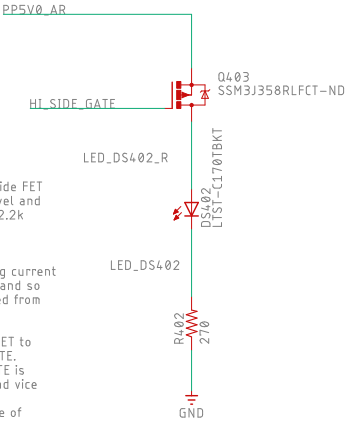 PP5V0_AR
Q403
SSM3J358RLFCT-ND
HI_SIDE_GATE
LED_DS402_R
DS402
LTST-C170TBKT
ide FET
vel and
2.2k
LED_DS402
g current
and so
ed from
R402
270
ET to
TE.
TE is
nd vice
e of
GND